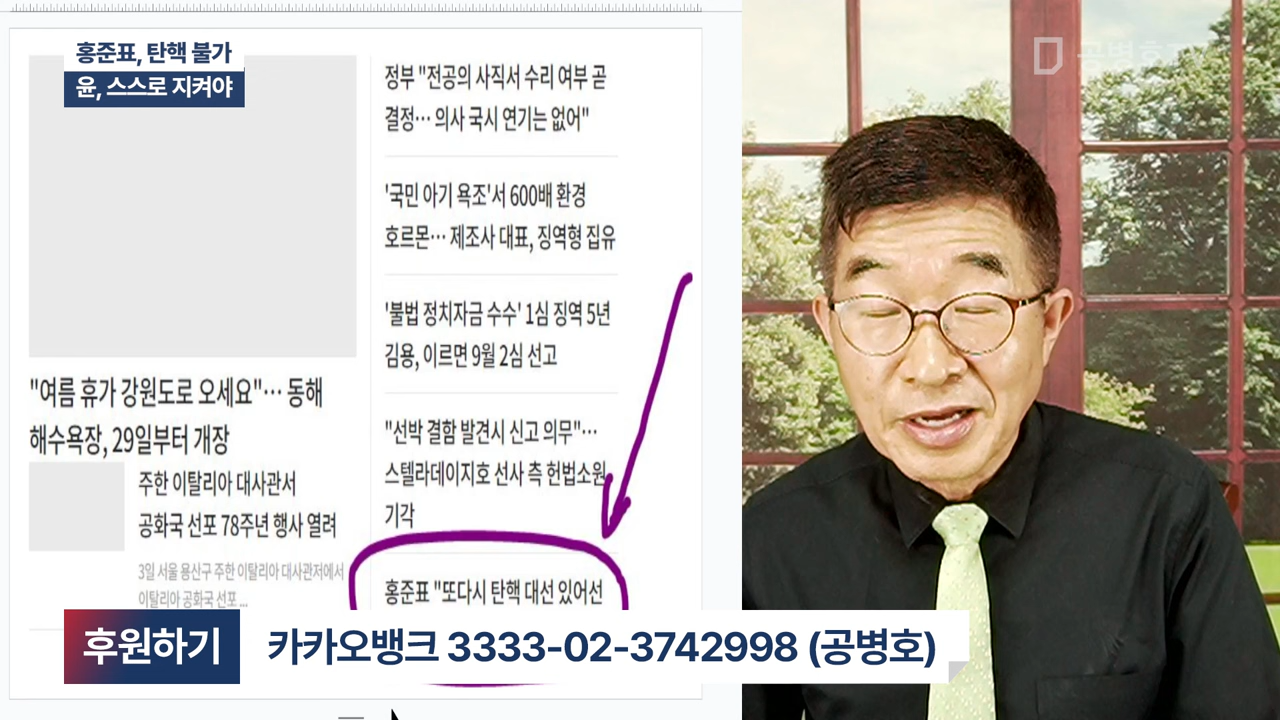 홍준표, 탄핵 불가
윤, 스스로 지켜야
"여름 휴가 강원도로 오세요"… 동해
해수욕장, 29일부터 개장
주한 이탈리아 대사관서
공화국 선포 78주년 행사 열려
3일 서울 용산구 주한 이탈리아 대사관저에서
이탈리아 공화국 선포 ...
정부 "전공의 사직서 수리 여부 곧
결정… 의사 국시 연기는 없어"
'국민 아기 욕조'서 600배 환경
호르몬… 제조사 대표, 징역형 집유
'불법 정치자금 수수' 1심 징역 5년
김용, 이르면 9월 2심 선고
"선박 결함 발견시 신고 의무"…
스텔라데이지호 선사 측 헌법소원
기각
홍준표 "또다시 탄핵 대선 있어선
공병호
후원하기
카카오뱅크 3333-02-3742998 (공병호)